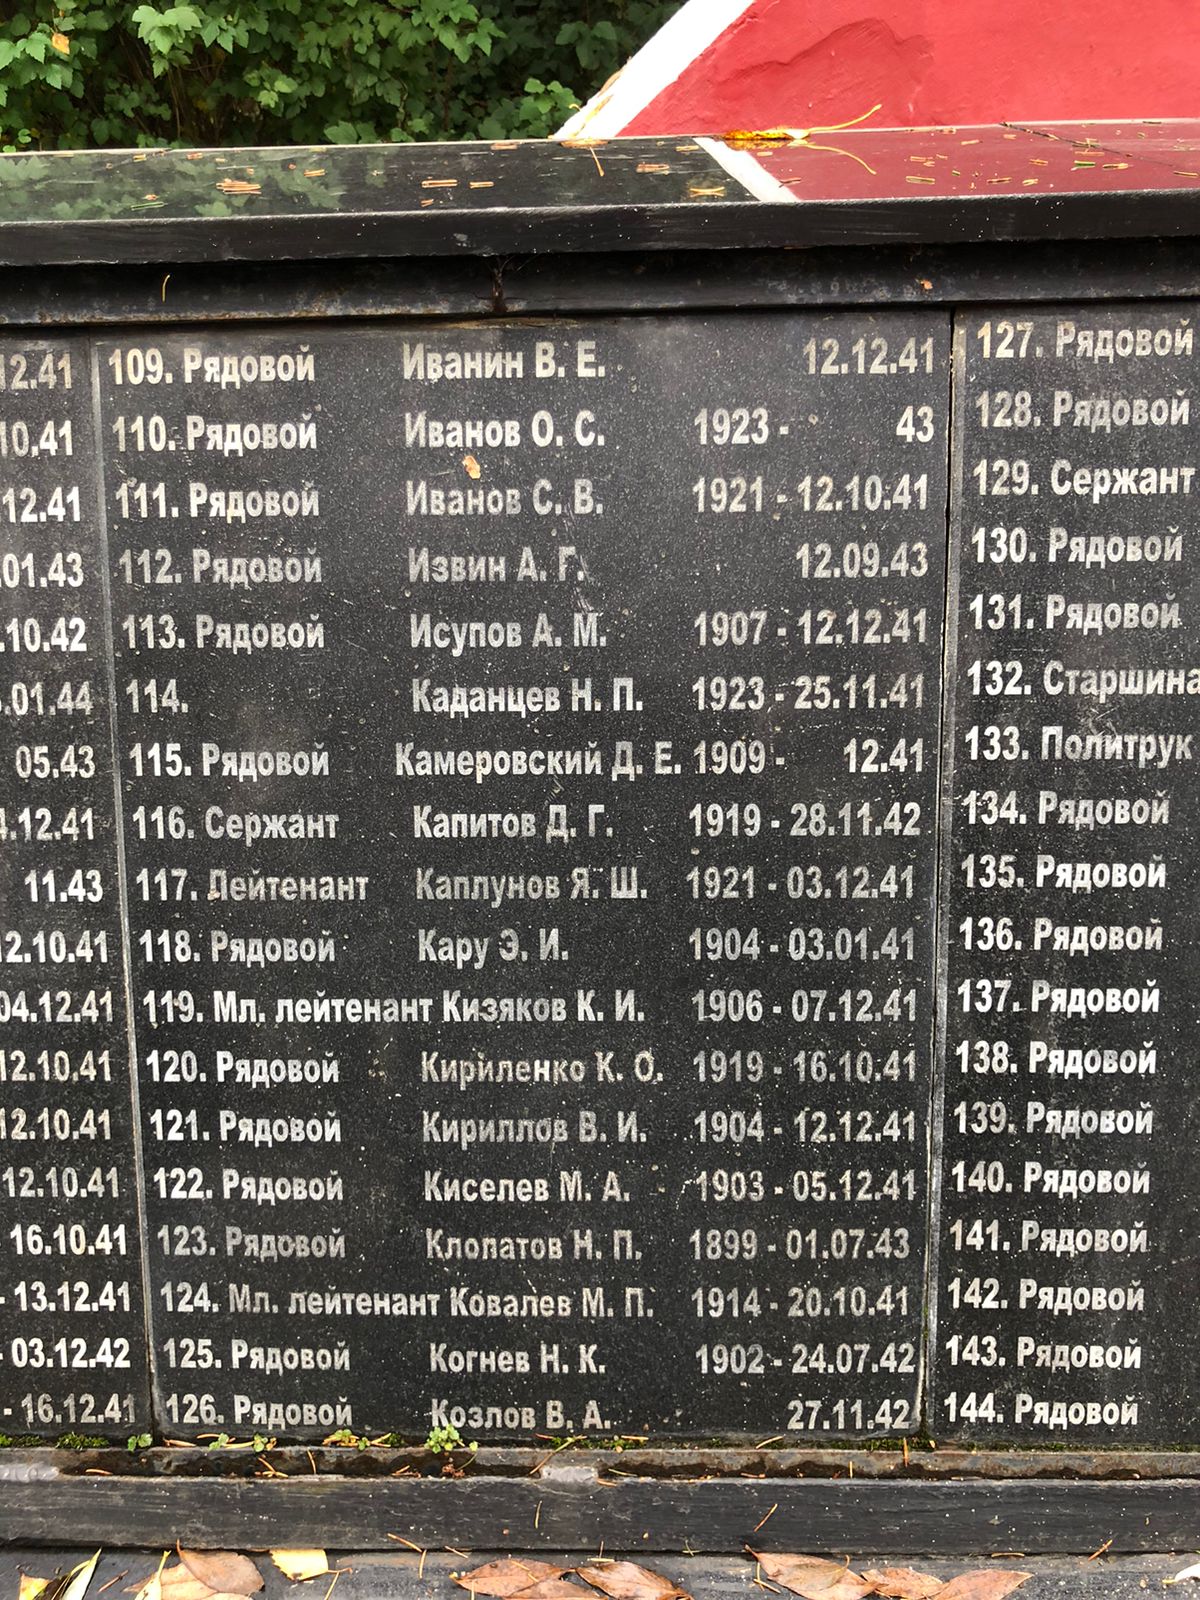 12.41
10.41
12.41
.01.43
.10.42
.01.44
05.43
.12.41
11.43
12.10.41
04.12.41
12.10.41
12.10.41
12.10.41
16.10.41
- 13.12.41
03.12.42
- 16.12.41
109. Рядовой Иванин В. Е. 12.12.41
110. Рядовой Иванов О. С. 1923 - 43
111. Рядовой Иванов С. В. 1921 - 12.10.41
112. Рядовой Извин А. Г. 12.09.43
113. Рядовой Исупов А. М. 1907 - 12.12.41
114. Каданцев Н. П. 1923 - 25.11.41
115. Рядовой Камеровский Д. Е. 1909 - 12.41
116. Сержант Капитов Д. Г. 1919 - 28.11.42
117. Лейтенант Каплунов Я. Ш. 1921 - 03.12.41
118. Рядовой Кару Э. И. 1904 - 03.01.41
119. Мл. лейтенант Кизяков К. И. 1906 - 07.12.41
120. Рядовой Кириленко К. О. 1919 - 16.10.41
121. Рядовой Кириллов В. И. 1904 - 12.12.41
122. Рядовой Киселев М. А. 1903 - 05.12.41
123. Рядовой Клопатов Н. П. 1899 - 01.07.43
124. Мл. лейтенант Ковалев М. П. 1914 - 20.10.41
125. Рядовой Когнев Н. К. 1902 - 24.07.42
126. Рядовой Козлов В. А. 27.11.42
127. Рядовой
128. Рядовой
129. Сержант
130. Рядовой
131. Рядовой
132. Старшина
133. Политрук
134. Рядовой
135. Рядовой
136. Рядовой
137. Рядовой
138. Рядовой
139. Рядовой
140. Рядовой
141. Рядовой
142. Рядовой
143. Рядовой
144. Рядовой